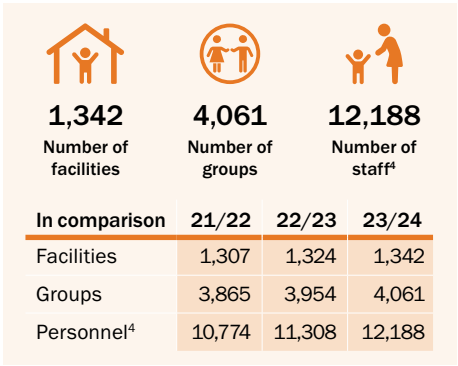 1,342 4,061 12,188
Number of facilities
Number of groups
Number of staff⁴
In comparison 21/22 22/23 23/24
Facilities 1,307 1,324 1,342
Groups 3,865 3,954 4,061
Personnel⁴ 10,774 11,308 12,188